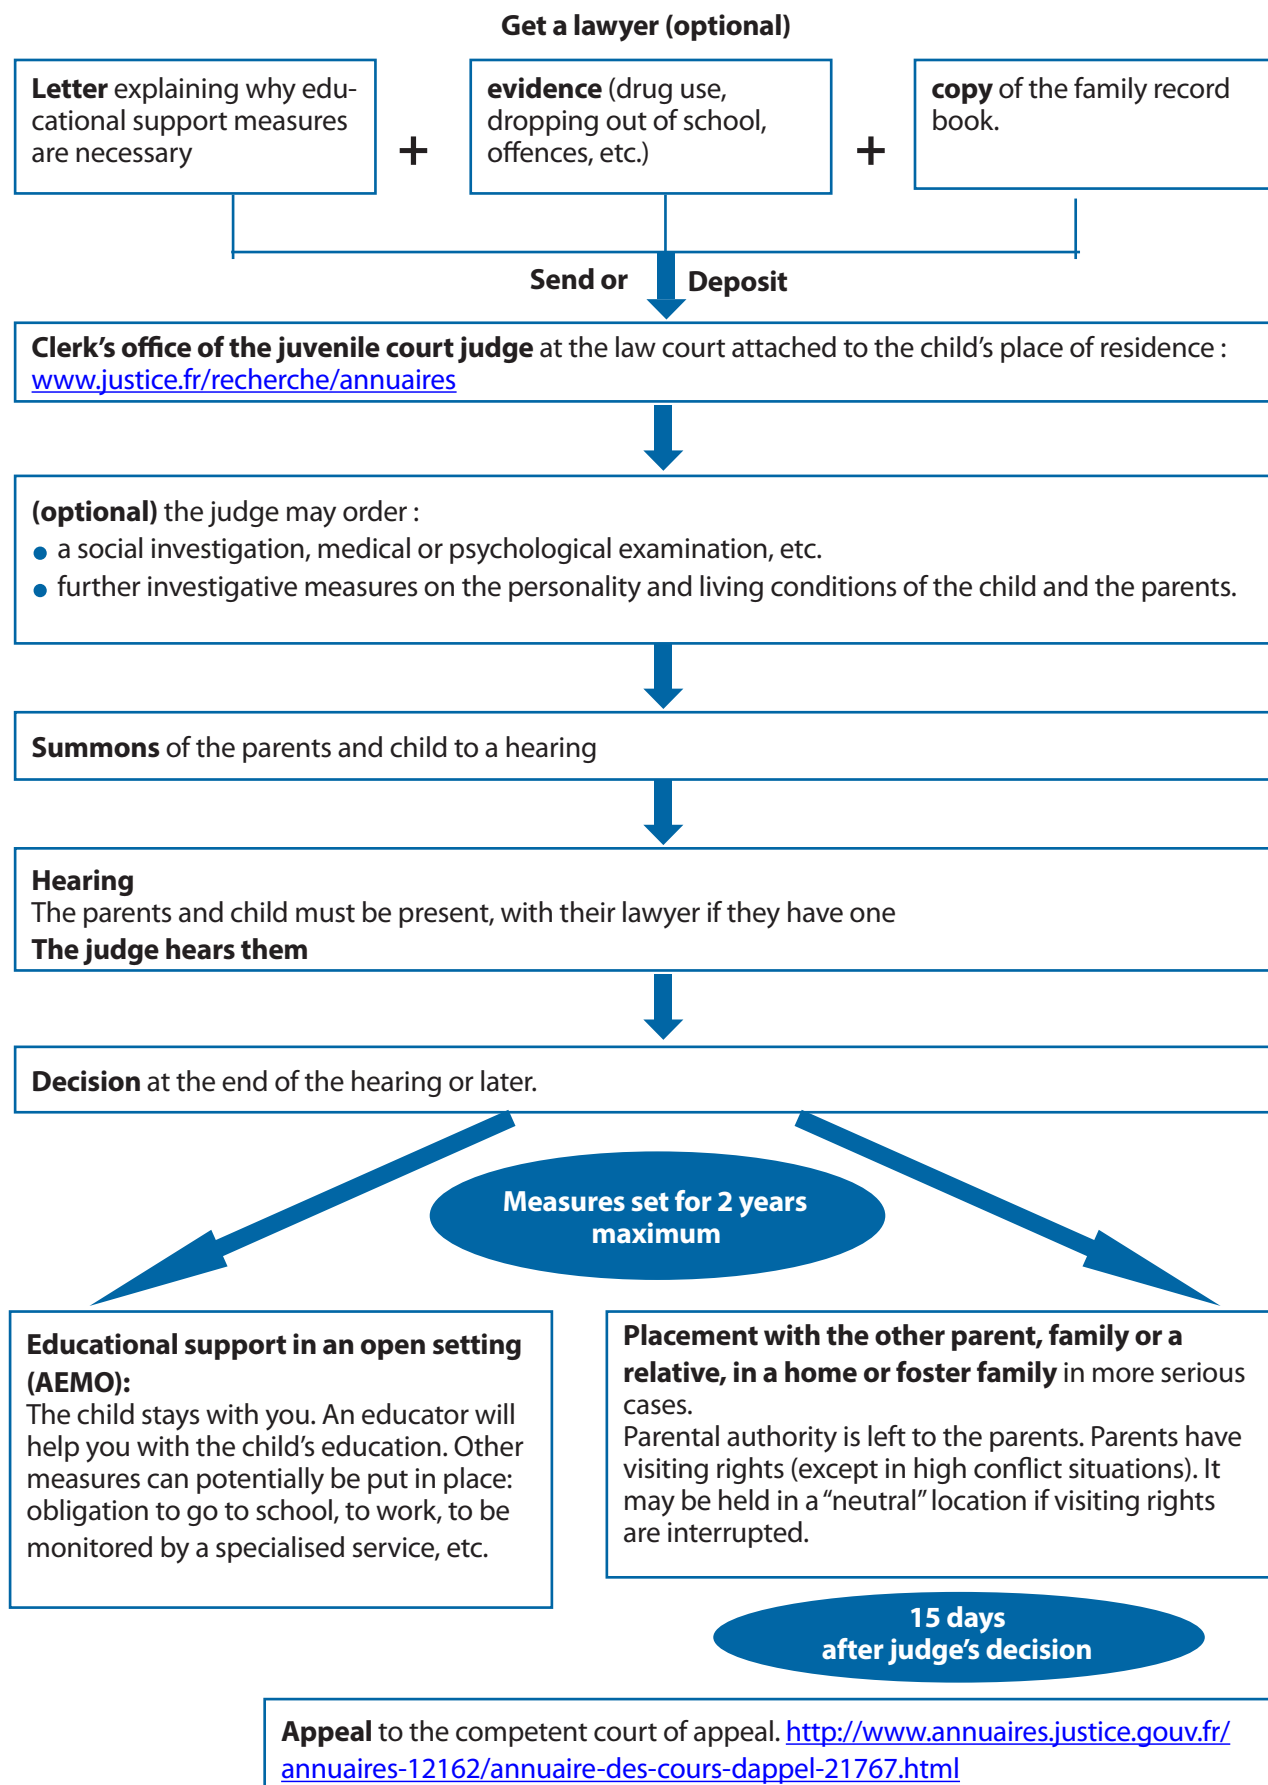 Get a lawyer (optional)
Letter explaining why edu-
cational support measures
are necessary
+
evidence (drug use,
dropping out of school,
offences, etc.)
+
copy of the family record
book.
Send or Deposit
Clerk's office of the juvenile court judge at the law court attached to the child's place of residence :
www.justice.fr/recherche/annuaires
(optional) the judge may order :
• a social investigation, medical or psychological examination, etc.
• further investigative measures on the personality and living conditions of the child and the parents.
Summons of the parents and child to a hearing
Hearing
The parents and child must be present, with their lawyer if they have one
The judge hears them
Decision at the end of the hearing or later.
Measures set for 2 years
maximum
Educational support in an open setting
(AEMO):
The child stays with you. An educator will
help you with the child's education. Other
measures can potentially be put in place:
obligation to go to school, to work, to be
monitored by a specialised service, etc.
Placement with the other parent, family or a
relative, in a home or foster family in more serious
cases.
Parental authority is left to the parents. Parents have
visiting rights (except in high conflict situations). It
may be held in a “neutral” location if visiting rights
are interrupted.
15 days
after judge's decision
Appeal to the competent court of appeal. http://www.annuaires.justice.gouv.fr/
annuaires-12162/annuaire-des-cours-dappel-21767.html